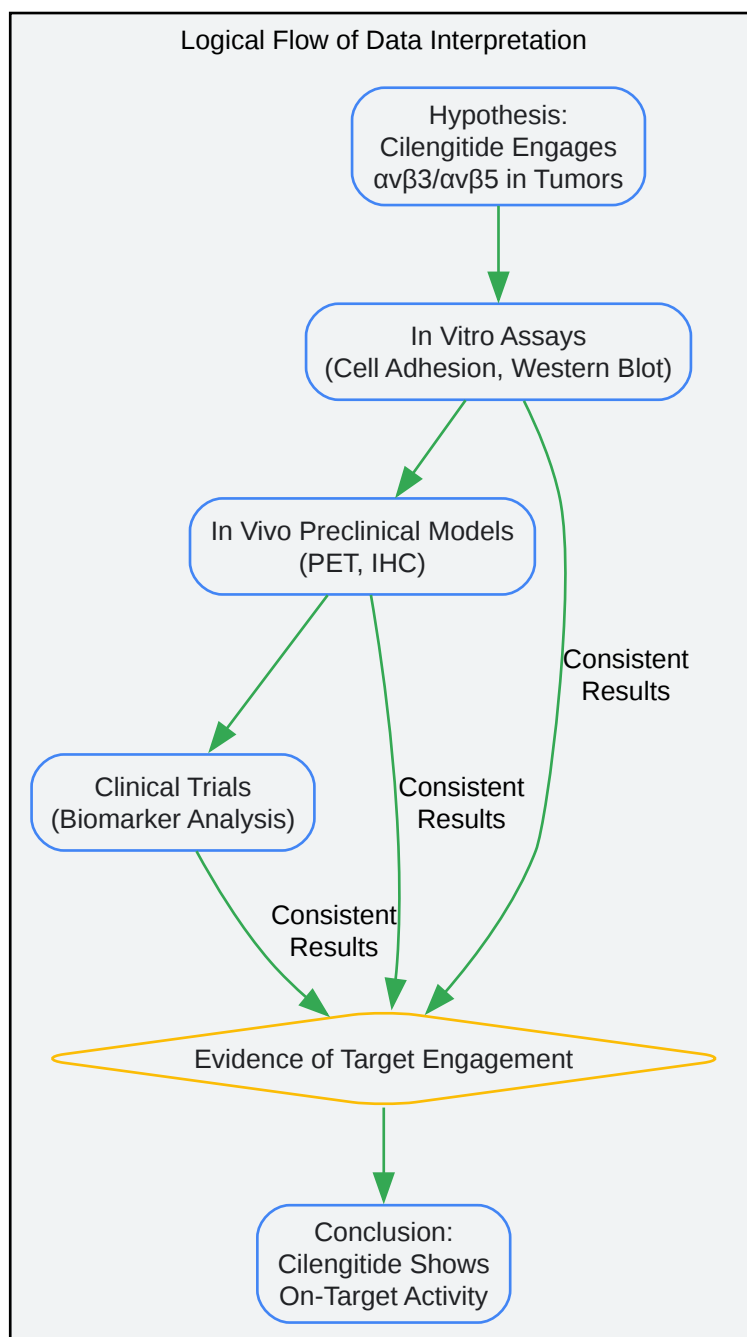 Logical Flow of Data Interpretation
Hypothesis:
Cilengitide Engages
αvβ3/αvβ5 in Tumors
In Vitro Assays
(Cell Adhesion, Western Blot)
In Vivo Preclinical Models
(PET, IHC)
Consistent
Results
Clinical Trials
(Biomarker Analysis)
Consistent
Results
Consistent
Results
Evidence of Target Engagement
Conclusion:
Cilengitide Shows
On-Target Activity